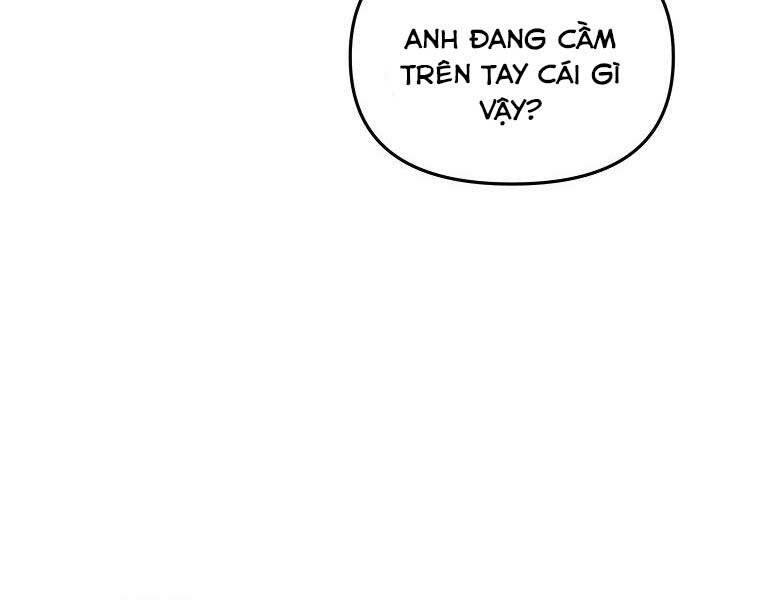 ANH ĐANG CẦM
TRÊN TAY CÁI GÌ
VẬY?